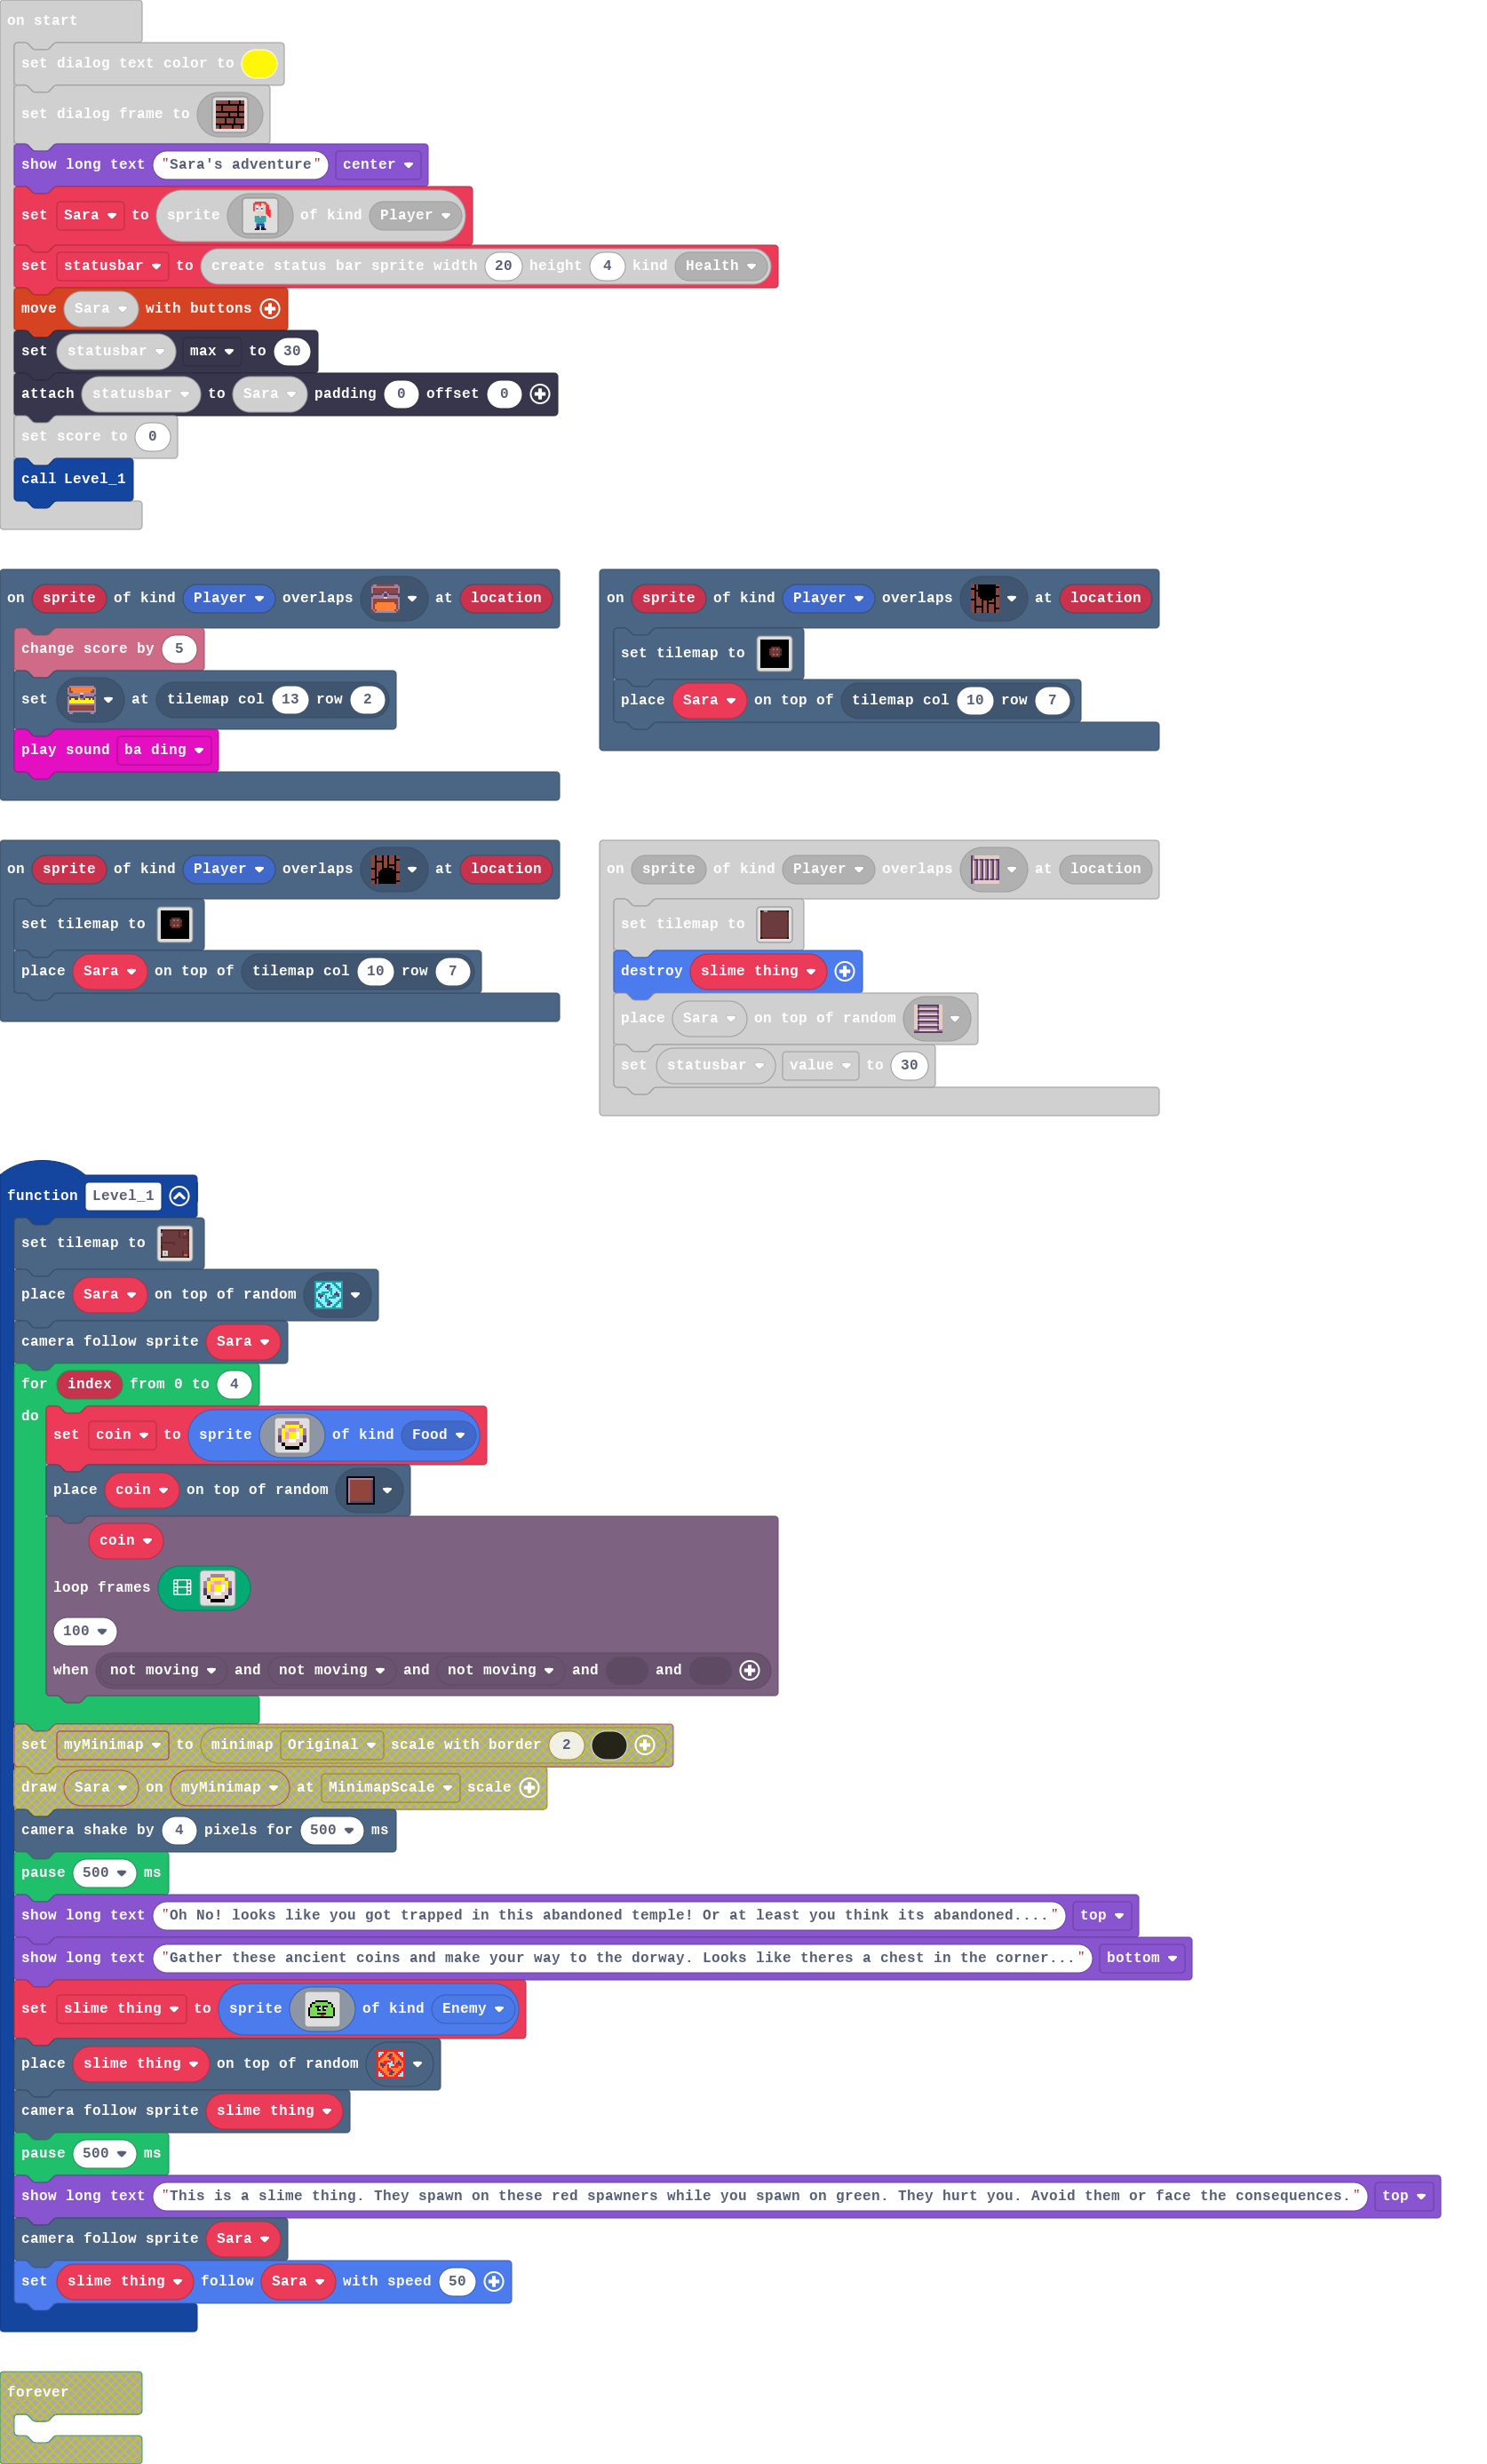 on start
set dialog text color to
set dialog frame to
show long text "Sara's adventure" center
set Sara to sprite of kind Player
set statusbar to create status bar sprite width 20 height 4 kind Health
move Sara with buttons
set statusbar max to 30
attach statusbar to Sara padding 0 offset 0
set score to 0
call Level_1
on sprite of kind Player overlaps at location
change score by 5
set at tilemap col 13 row 2
play sound ba ding
on sprite of kind Player overlaps at location
set tilemap to
place Sara on top of tilemap col 10 row 7
on sprite of kind Player overlaps at location
set tilemap to
place Sara on top of tilemap col 10 row 7
on sprite of kind Player overlaps at location
set tilemap to
destroy slime thing
place Sara on top of random
set statusbar value to 30
function Level_1
set tilemap to
place Sara on top of random
camera follow sprite Sara
for index from 0 to 4
do
set coin to sprite of kind Food
place coin on top of random
coin
loop frames
100
when not moving and not moving and not moving and and
set myMinimap to minimap Original scale with border 2
draw Sara on myMinimap at MinimapScale scale
camera shake by 4 pixels for 500 ms
pause 500 ms
show long text "Oh No! looks like you got trapped in this abandoned temple! Or at least you think its abandoned...." top
show long text "Gather these ancient coins and make your way to the dorway. Looks like theres a chest in the corner..." bottom
set slime thing to sprite of kind Enemy
place slime thing on top of random
camera follow sprite slime thing
pause 500 ms
show long text "This is a slime thing. They spawn on these red spawners while you spawn on green. They hurt you. Avoid them or face the consequences." top
camera follow sprite Sara
set slime thing follow Sara with speed 50
forever